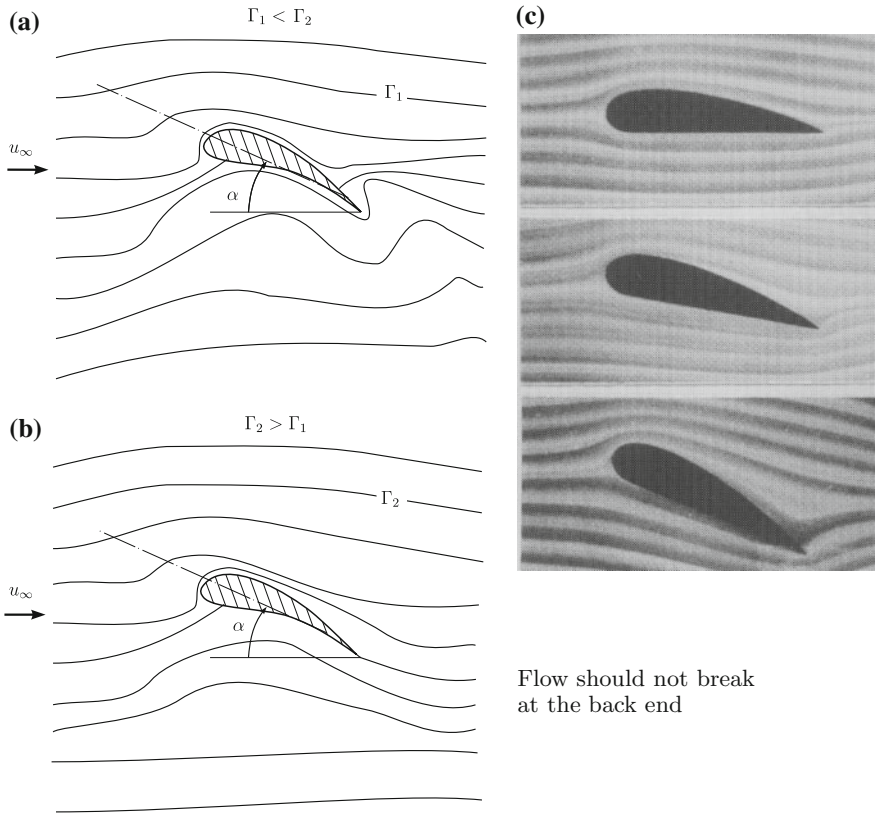 (a)
Γ₁ < Γ₂
Γ₁
u∞
α
(b)
Γ₂ > Γ₁
Γ₂
u∞
α
(c)
Flow should not break
at the back end